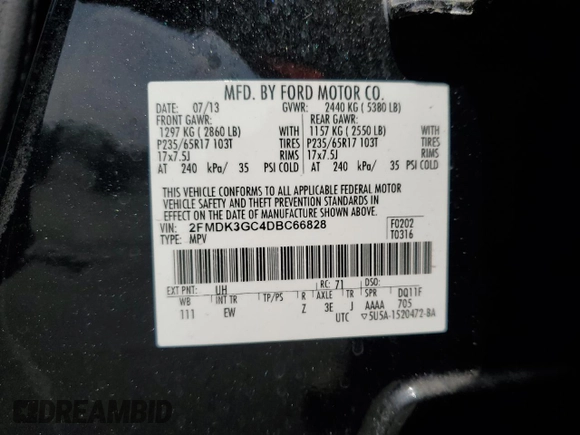 MFD. BY FORD MOTOR CO.
DATE: 07/13 GVWR: 2440 KG ( 5380 LB)
FRONT GAWR: REAR GAWR:
1297 KG ( 2860 LB) WITH 1157 KG ( 2550 LB) WITH
P235/65R17 103T TIRES P235/65R17 103T TIRES
17x7.5J RIMS 17x7.5J RIMS
AT 240 kPa/ 35 PSI COLD AT 240 kPa/ 35 PSI COLD
THIS VEHICLE CONFORMS TO ALL APPLICABLE FEDERAL MOTOR
VEHICLE SAFETY AND THEFT PREVENTION STANDARDS IN
EFFECT ON THE DATE OF MANUFACTURE SHOWN ABOVE.
VIN: 2FMDK3GC4DBC66828 F0202
TYPE: MPV T0316
EXT PNT: UH RC: 71 DSO:
WB INT TR TP/PS R AXLE TR SPR DQ11F
111 EW Z 3E J AAAA 705
UTC ▽5U5A-1520472-BA
DREAMBID